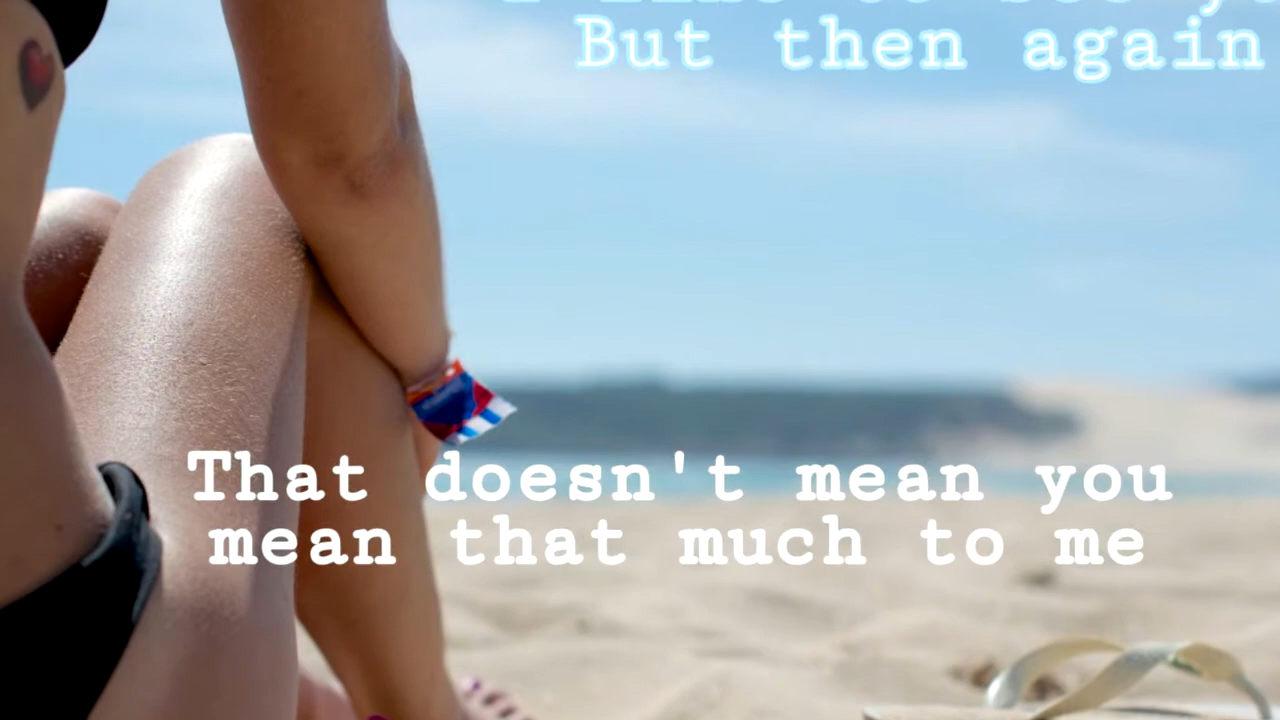 But then again
That doesn't mean you
mean that much to me